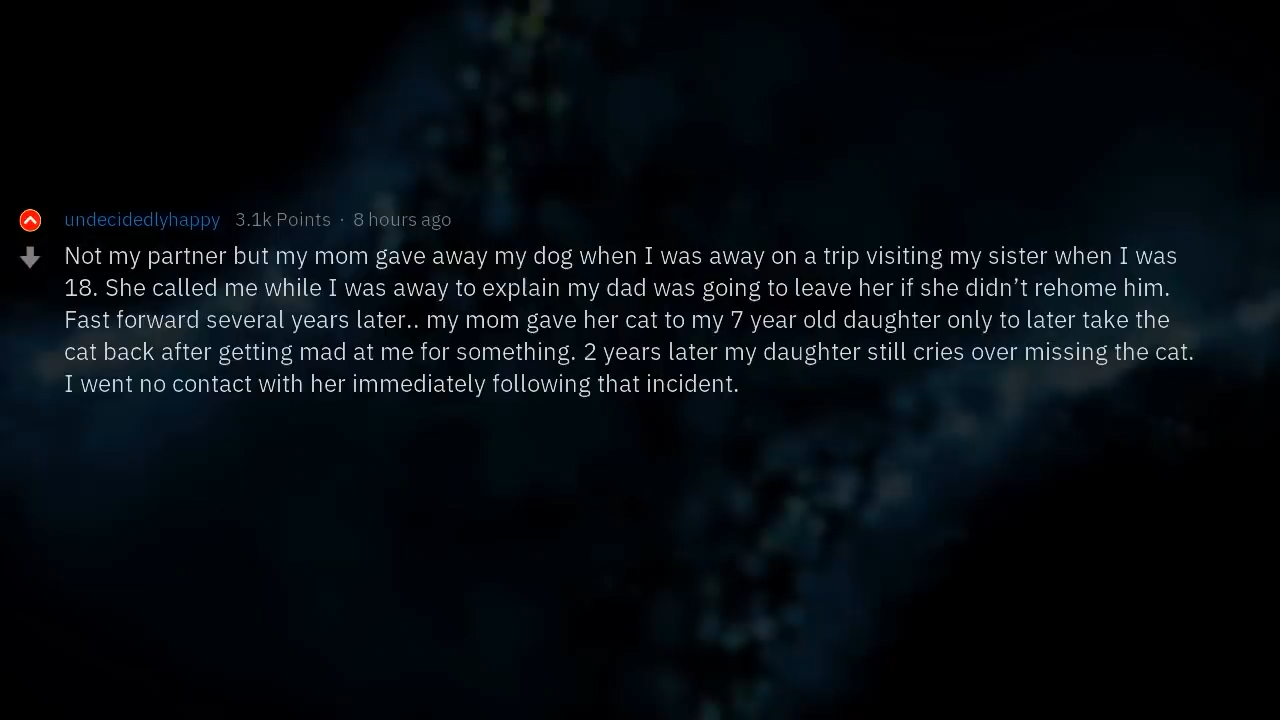 undecidedlyhappy 3.1k Points · 8 hours ago
Not my partner but my mom gave away my dog when I was away on a trip visiting my sister when I was
18. She called me while I was away to explain my dad was going to leave her if she didn’t rehome him.
Fast forward several years later.. my mom gave her cat to my 7 year old daughter only to later take the
cat back after getting mad at me for something. 2 years later my daughter still cries over missing the cat.
I went no contact with her immediately following that incident.